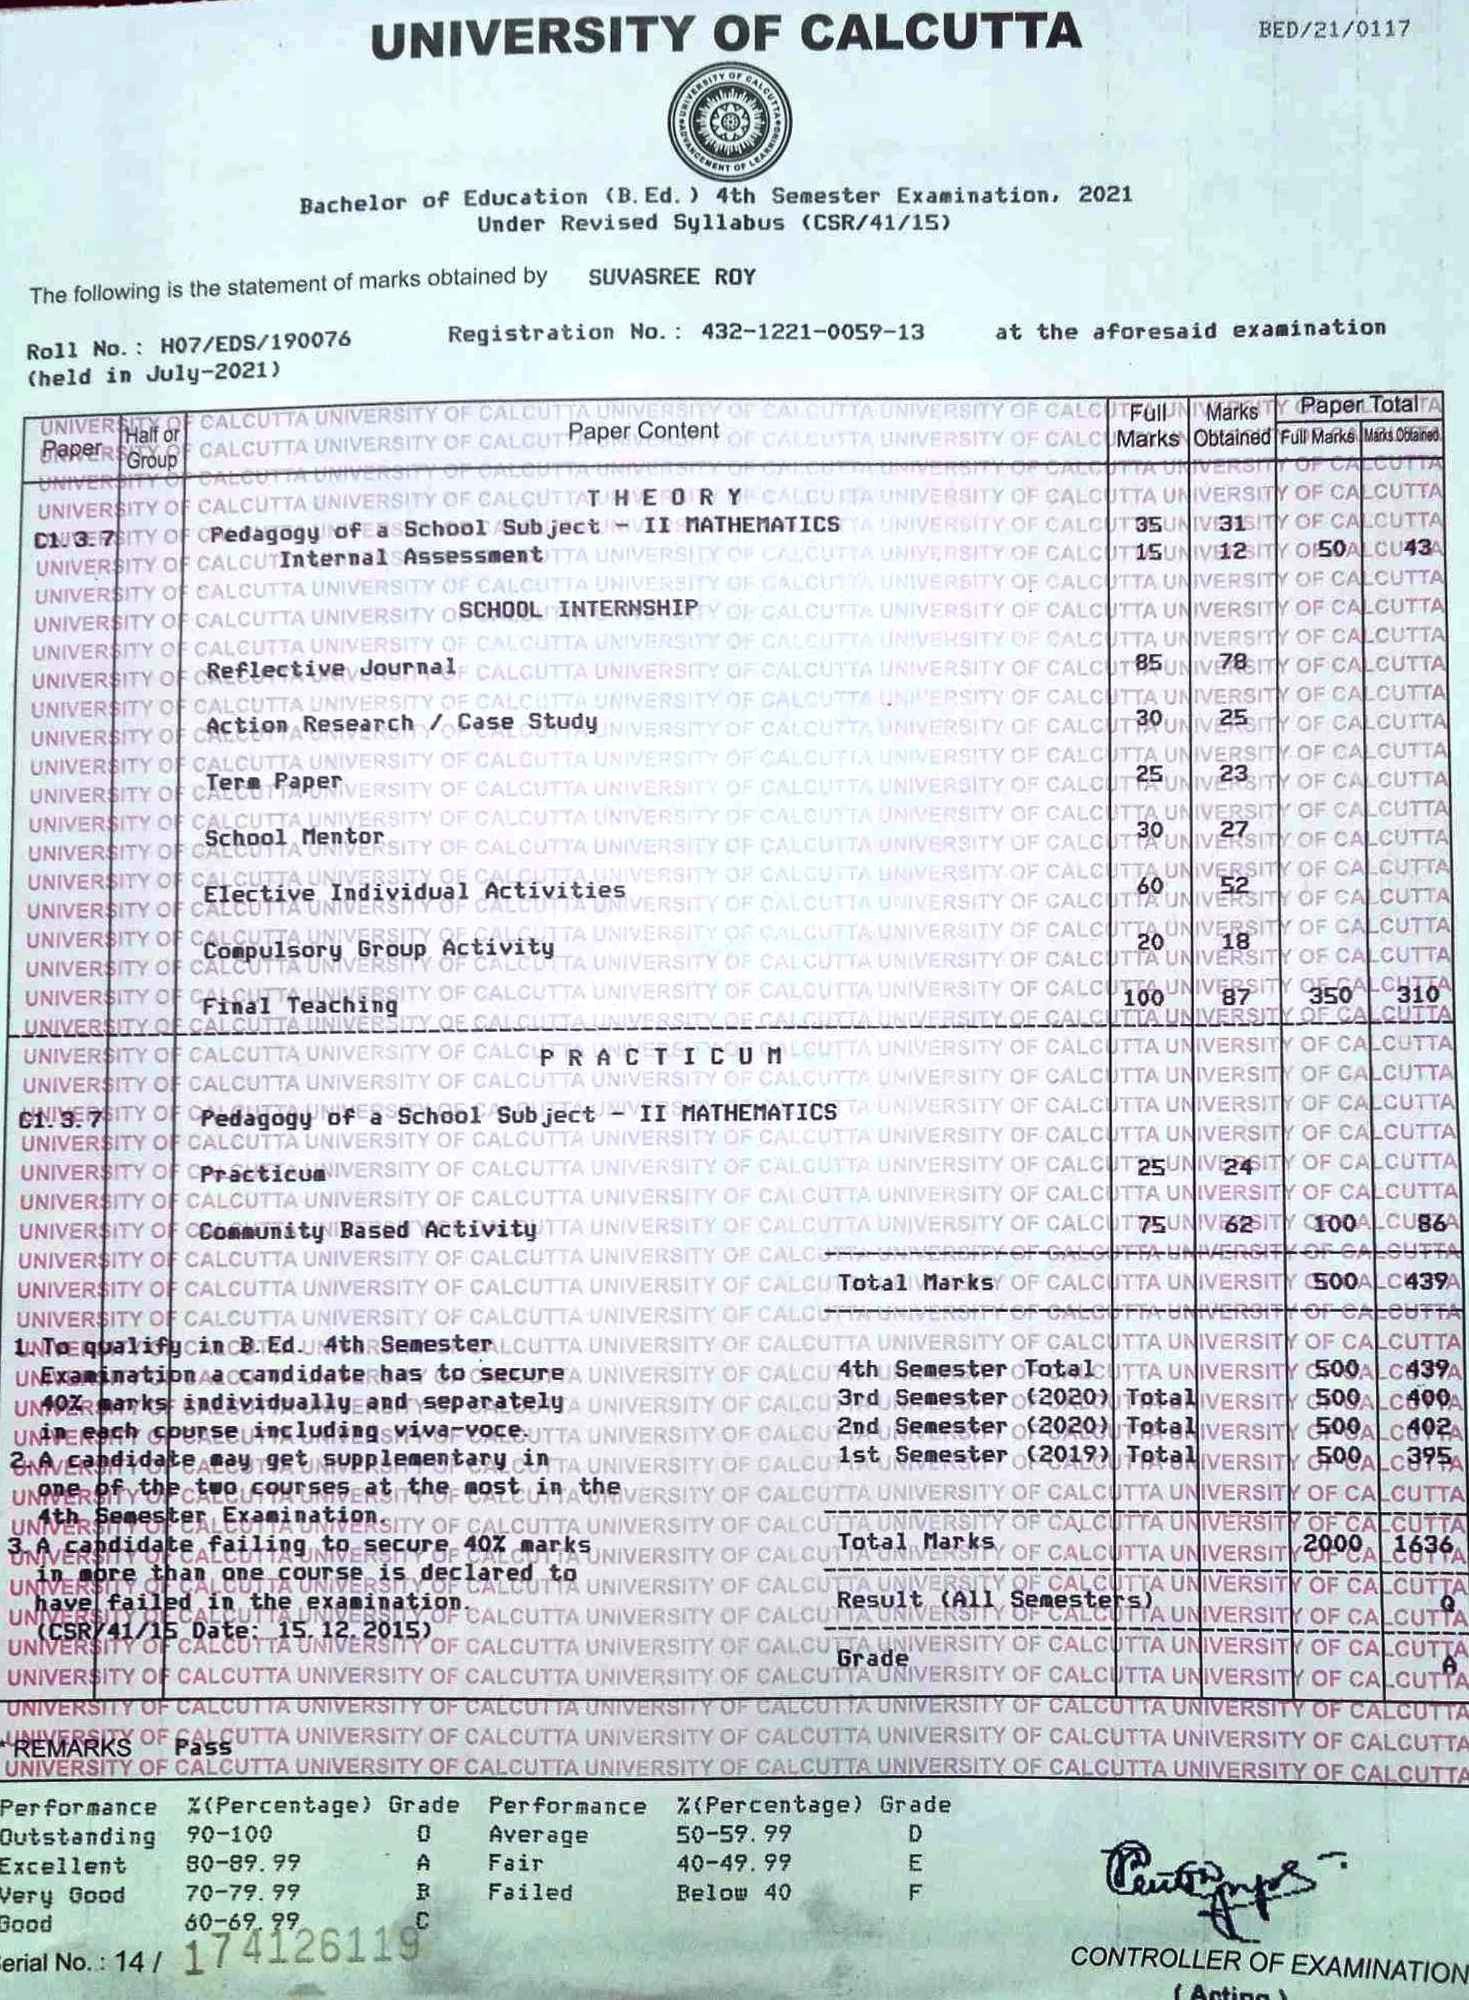 UNIVERSITY OF CALCUTTA
BED/21/0117
UNIVERSITY OF CALCUTTA
ADVANCEMENT OF LEARNING
Bachelor of Education (B.Ed.) 4th Semester Examination, 2021
Under Revised Syllabus (CSR/41/15)
The following is the statement of marks obtained by SUVASREE ROY
Roll No.: H07/EDS/190076 Registration No.: 432-1221-0059-13 at the aforesaid examination
(held in July-2021)
Paper Half or Group Paper Content Full Marks Marks Obtained Paper Total Full Marks Marks Obtained
THEORY
C1.3.7 Pedagogy of a School Subject - II MATHEMATICS 35 31
Internal Assessment 15 12 50 43
SCHOOL INTERNSHIP
Reflective Journal 85 78
Action Research / Case Study 30 25
Term Paper 25 23
School Mentor 30 27
Elective Individual Activities 60 52
Compulsory Group Activity 20 18
Final Teaching 100 87 350 310
PRACTICUM
C1.3.7 Pedagogy of a School Subject - II MATHEMATICS
Practicum 25 24
Community Based Activity 75 62 100 86
Total Marks 500 439
1. To qualify in B.Ed. 4th Semester
Examination a candidate has to secure 4th Semester Total 500 439
40% marks individually and separately 3rd Semester (2020) Total 500 400
in each course including viva-voce. 2nd Semester (2020) Total 500 402
2. A candidate may get supplementary in 1st Semester (2019) Total 500 395
one of the two courses at the most in the
4th Semester Examination.
3. A candidate failing to secure 40% marks Total Marks 2000 1636
in more than one course is declared to
have failed in the examination. Result (All Semesters) Q
(CSR/41/15 Date: 15.12.2015)
Grade A
* REMARKS Pass
Performance %(Percentage) Grade Performance %(Percentage) Grade
Outstanding 90-100 O Average 50-59.99 D
Excellent 80-89.99 A Fair 40-49.99 E
Very Good 70-79.99 B Failed Below 40 F
Good 60-69.99 C
Serial No. : 14 / 174126119
CONTROLLER OF EXAMINATION
(Acting)